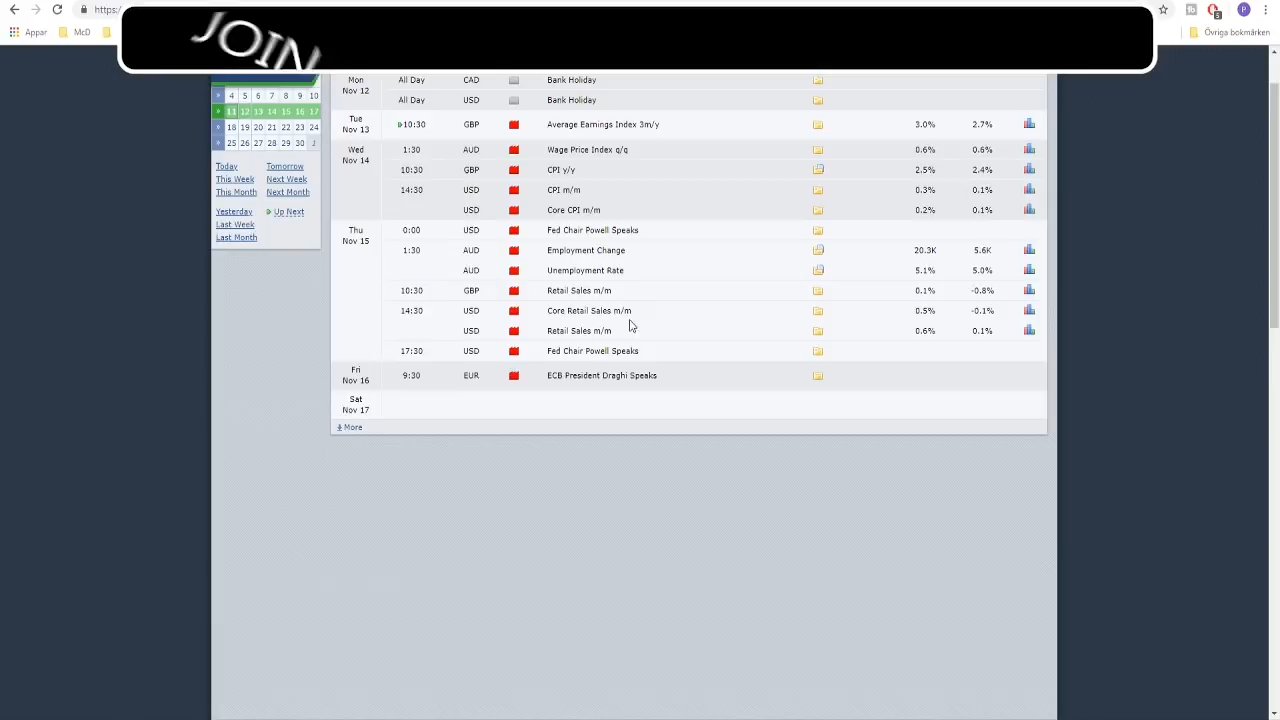 JOIN
https:/
5
P
Appar
McD
Övriga bokmärken
» 4 5 6 7 8 9 10
» 11 12 13 14 15 16 17
» 18 19 20 21 22 23 24
» 25 26 27 28 29 30 1
Today Tomorrow
This Week Next Week
This Month Next Month
Yesterday Up Next
Last Week
Last Month
Mon
Nov 12
All Day CAD Bank Holiday
All Day USD Bank Holiday
Tue
Nov 13
10:30 GBP Average Earnings Index 3m/y 3.0% 2.7%
Wed
Nov 14
1:30 AUD Wage Price Index q/q 0.6% 0.6%
10:30 GBP CPI y/y 2.5% 2.4%
14:30 USD CPI m/m 0.3% 0.1%
USD Core CPI m/m 0.2% 0.1%
Thu
Nov 15
0:00 USD Fed Chair Powell Speaks
1:30 AUD Employment Change 20.3K 5.6K
AUD Unemployment Rate 5.1% 5.0%
10:30 GBP Retail Sales m/m 0.1% -0.8%
14:30 USD Core Retail Sales m/m 0.5% -0.1%
USD Retail Sales m/m 0.6% 0.1%
17:30 USD Fed Chair Powell Speaks
Fri
Nov 16
9:30 EUR ECB President Draghi Speaks
Sat
Nov 17
More